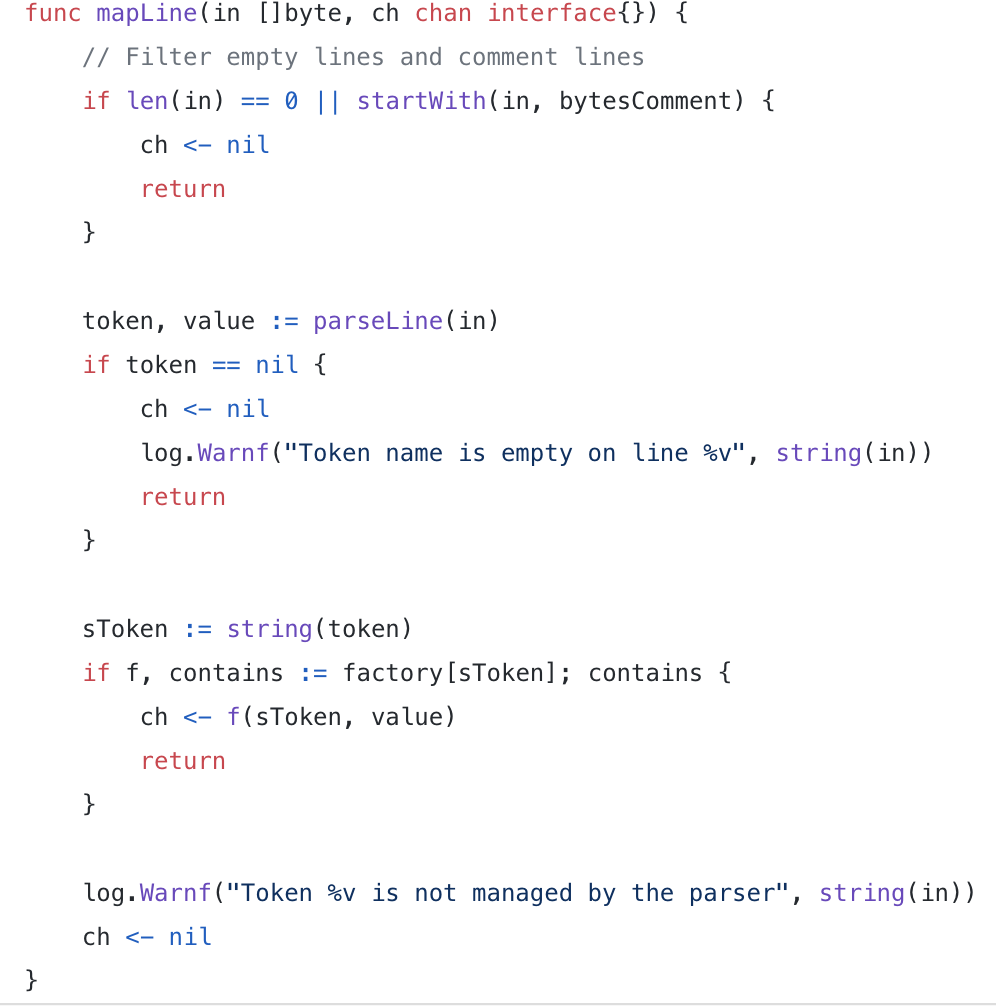 func mapLine(in []byte, ch chan interface{}) {
    // Filter empty lines and comment lines
    if len(in) == 0 || startWith(in, bytesComment) {
        ch <- nil
        return
    }

    token, value := parseLine(in)
    if token == nil {
        ch <- nil
        log.Warnf("Token name is empty on line %v", string(in))
        return
    }

    sToken := string(token)
    if f, contains := factory[sToken]; contains {
        ch <- f(sToken, value)
        return
    }

    log.Warnf("Token %v is not managed by the parser", string(in))
    ch <- nil
}